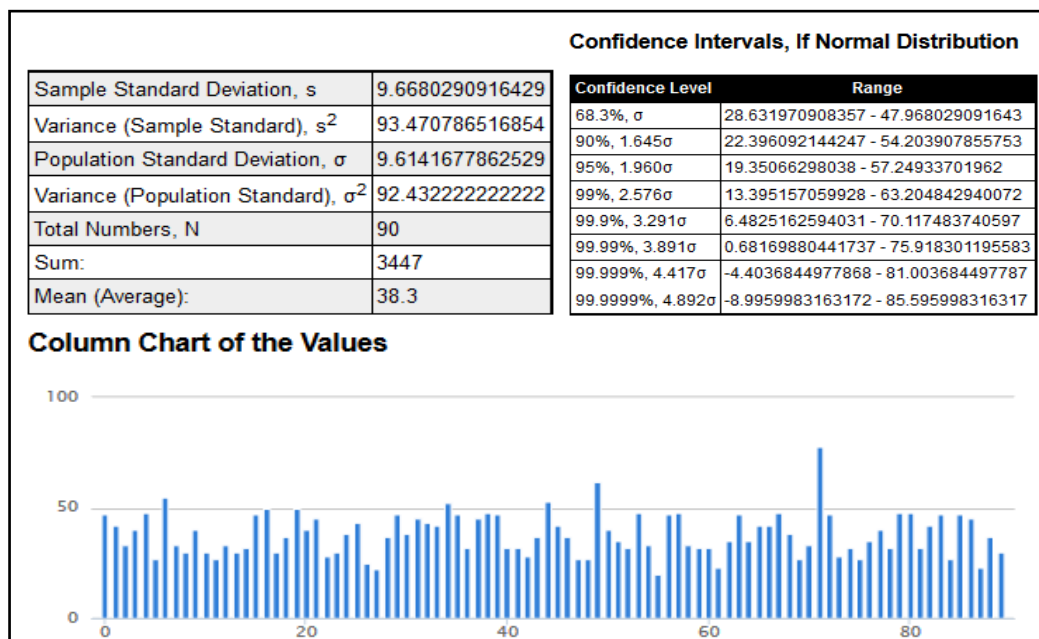 Confidence Intervals, If Normal Distribution
Sample Standard Deviation, s 9.6680290916429
Variance (Sample Standard), s² 93.470786516854
Population Standard Deviation, σ 9.6141677862529
Variance (Population Standard), σ² 92.432222222222
Total Numbers, N 90
Sum: 3447
Mean (Average): 38.3
Confidence Level Range
68.3%, σ 28.631970908357 - 47.968029091643
90%, 1.645σ 22.396092144247 - 54.203907855753
95%, 1.960σ 19.35066298038 - 57.24933701962
99%, 2.576σ 13.395157059928 - 63.204842940072
99.9%, 3.291σ 6.4825162594031 - 70.117483740597
99.99%, 3.891σ 0.68169880441737 - 75.918301195583
99.999%, 4.417σ -4.4036844977868 - 81.003684497787
99.9999%, 4.892σ -8.9959983163172 - 85.595998316317
Column Chart of the Values
100
50
0
0 20 40 60 80